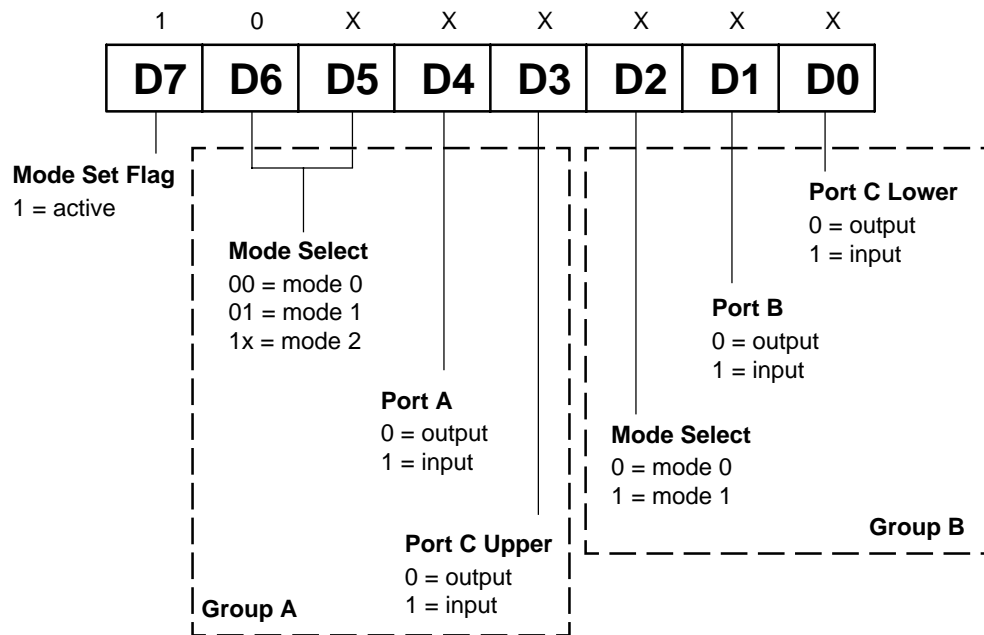 1 0 X X X X X X
D7 D6 D5 D4 D3 D2 D1 D0
Mode Set Flag
1 = active
Mode Select
00 = mode 0
01 = mode 1
1x = mode 2
Port A
0 = output
1 = input
Port C Upper
0 = output
1 = input
Group A
Port C Lower
0 = output
1 = input
Port B
0 = output
1 = input
Mode Select
0 = mode 0
1 = mode 1
Group B